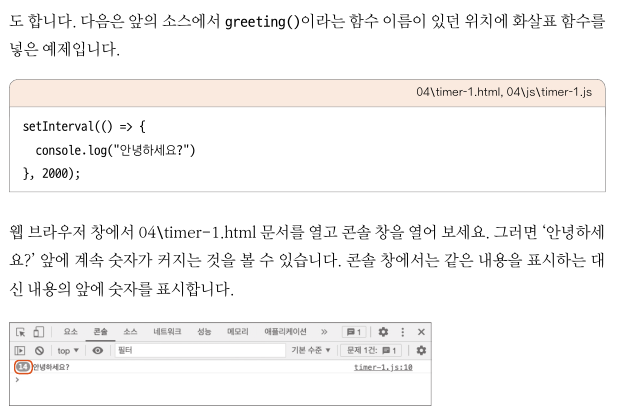 도 합니다. 다음은 앞의 소스에서 greeting()이라는 함수 이름이 있던 위치에 화살표 함수를
넣은 예제입니다.
04\timer-1.html, 04\js\timer-1.js
setInterval(() => {
  console.log("안녕하세요?")
}, 2000);
웹 브라우저 창에서 04\timer-1.html 문서를 열고 콘솔 창을 열어 보세요. 그러면 ‘안녕하세
요?’ 앞에 계속 숫자가 커지는 것을 볼 수 있습니다. 콘솔 창에서는 같은 내용을 표시하는 대
신 내용의 앞에 숫자를 표시합니다.
요소 콘솔 소스 네트워크 성능 메모리 애플리케이션 » 1
top ▼ 필터 기본 수준 ▼ 문제 1건: 1
14 안녕하세요? timer-1.js:10
>